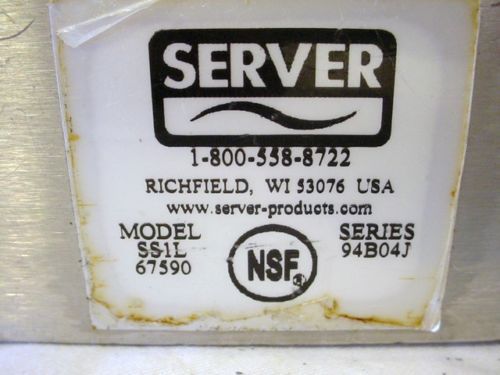 SERVER
1-800-558-8722
RICHFIELD, WI 53076 USA
www.server-products.com
MODEL
SS1L
67590
NSF®
SERIES
94B04J